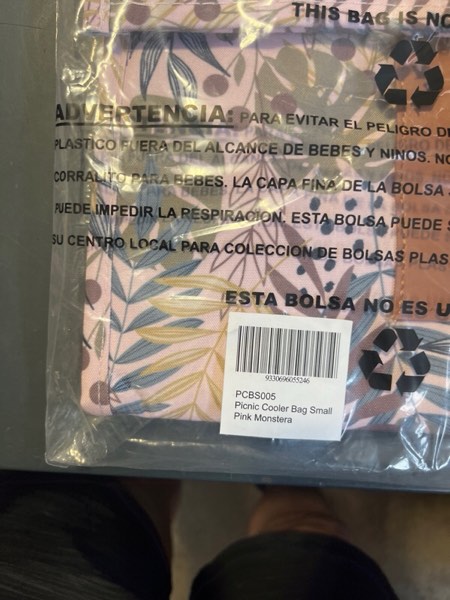 THIS BAG IS NO
ADVERTENCIA: PARA EVITAR EL PELIGRO DE
PLASTICO FUERA DEL ALCANCE DE BEBES Y NINOS. NO
CORRALITO PARA BEBES. LA CAPA FINA DE LA BOLSA
PUEDE IMPEDIR LA RESPIRACION. ESTA BOLSA PUEDE S
SU CENTRO LOCAL PARA COLECCION DE BOLSAS PLAS
ESTA BOLSA NO ES U
9330696055246
PCBS005
Picnic Cooler Bag Small
Pink Monstera